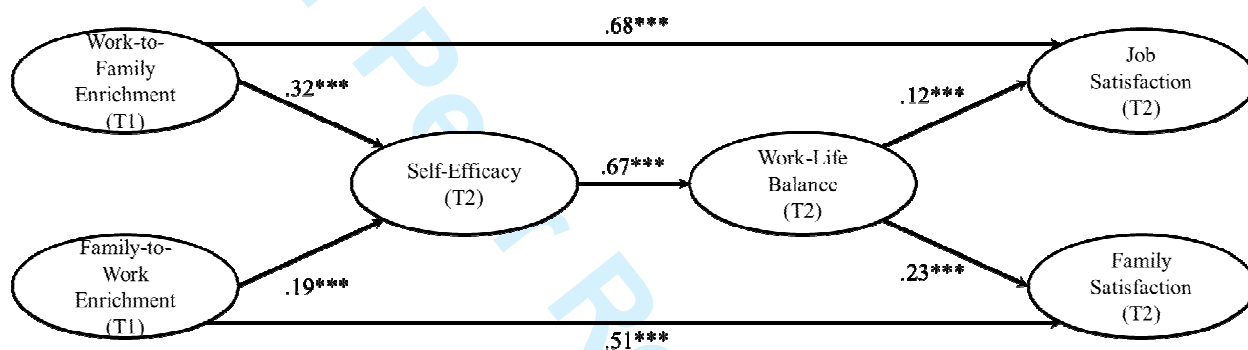 .68***
Work-to-
Family
Enrichment
(T1)
Job
Satisfaction
(T2)
.32***
.12***
Self-Efficacy
(T2)
.67***
Work-Life
Balance
(T2)
Family-to-
Work
Enrichment
(T1)
.19***
.23***
Family
Satisfaction
(T2)
.51***